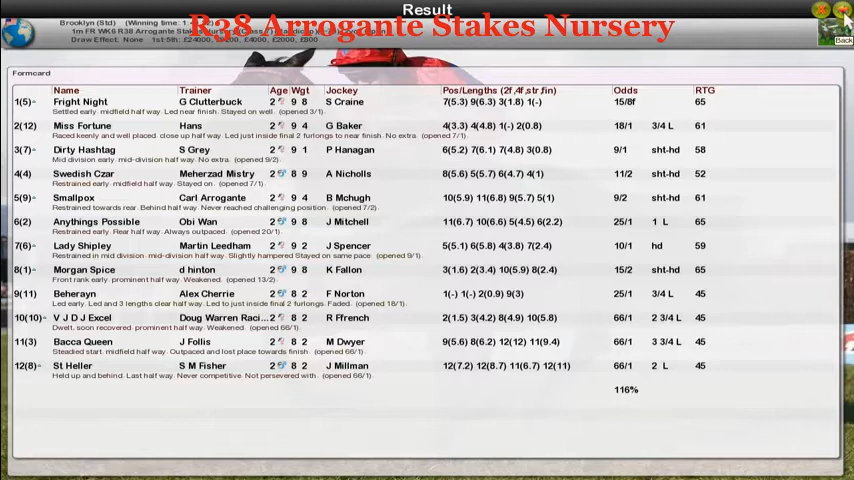 Result
R38 Arrogante Stakes Nursery
Brooklyn (Std) (Winning time: 1:
1m FR WKG R38 Arrogante Stakes Nursery
Draw Effect: None 1st-5th: £24000, £8000, £4000, £2000, £800
Back
Formcard
Name Trainer Age Wgt Jockey Pos/Lengths (2f,4f,str,fin) Odds RTG
1(5) Fright Night G Clutterbuck 2 9 8 S Craine 7(5.3) 9(6.3) 3(1.8) 1(-) 15/8f 65
Settled early. midfield half way. Led near finish. Stayed on well. (opened 3/1)
2(12) Miss Fortune Hans 2 9 4 G Baker 4(3.3) 4(4.8) 1(-) 2(0.8) 18/1 3/4 L 61
Raced keenly and well placed. close up half way. Led just inside final 2 furlongs to near finish. No extra. (opened 7/1)
3(7) Dirty Hashtag S Grey 2 9 1 P Hanagan 6(5.2) 7(6.1) 7(4.8) 3(0.8) 9/1 sht-hd 58
Mid division early. mid-division half way. No extra. (opened 9/2)
4(4) Swedish Czar Meherzad Mistry 2 8 9 A Nicholls 8(5.6) 5(5.7) 6(4.7) 4(1) 11/2 sht-hd 52
Restrained early. midfield half way. Stayed on. (opened 7/1)
5(9) Smallpox Carl Arrogante 2 9 4 B Mchugh 10(5.9) 11(6.8) 9(5.7) 5(1) 9/2 sht-hd 61
Restrained towards rear. Behind half way. Never reached challenging position. (opened 7/2)
6(2) Anythings Possible Obi Wan 2 9 8 J Mitchell 11(6.7) 10(6.6) 5(4.5) 6(2.2) 25/1 1 L 65
Restrained early. Rear half way. Always outpaced. (opened 20/1)
7(6) Lady Shipley Martin Leedham 2 9 2 J Spencer 5(5.1) 6(5.8) 4(3.8) 7(2.4) 10/1 hd 59
Restrained in mid division. mid-division half way. Slightly hampered Stayed on same pace. (opened 9/1)
8(1) Morgan Spice d hinton 2 9 8 K Fallon 3(1.6) 2(3.4) 10(5.9) 8(2.4) 15/2 sht-hd 65
Front rank early. prominent half way. Weakened. (opened 13/2)
9(11) Beherayn Alex Cherrie 2 8 2 F Norton 1(-) 1(-) 2(0.9) 9(3) 25/1 3/4 L 45
Led early. Led and 3 lengths clear half way. Led to just inside final 2 furlongs. Faded. (opened 18/1)
10(10) V J D J Excel Doug Warren Raci... 2 8 2 R Ffrench 2(1.5) 3(4.2) 8(4.9) 10(5.8) 66/1 2 3/4 L 45
Dwelt, soon recovered. prominent half way. Weakened. (opened 66/1)
11(3) Bacca Queen J Follis 2 8 2 M Dwyer 9(5.6) 8(6.2) 12(12) 11(9.4) 66/1 3 3/4 L 45
Steadied start. midfield half way. Outpaced and lost place towards finish. (opened 66/1)
12(8) St Heller S M Fisher 2 8 2 J Millman 12(7.2) 12(8.7) 11(6.7) 12(11) 66/1 2 L 45
Held up and behind. Last half way. Never competitive. Not persevered with. (opened 66/1)
116%